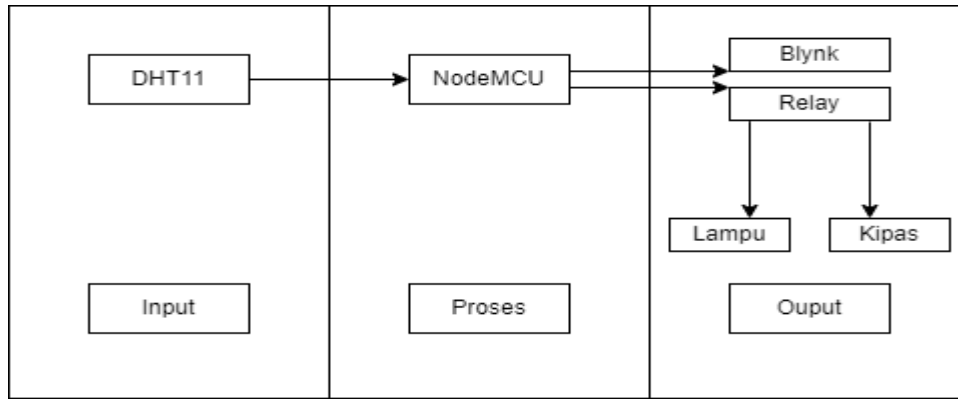 DHT11
NodeMCU
Blynk
Relay
Lampu
Kipas
Input
Proses
Ouput